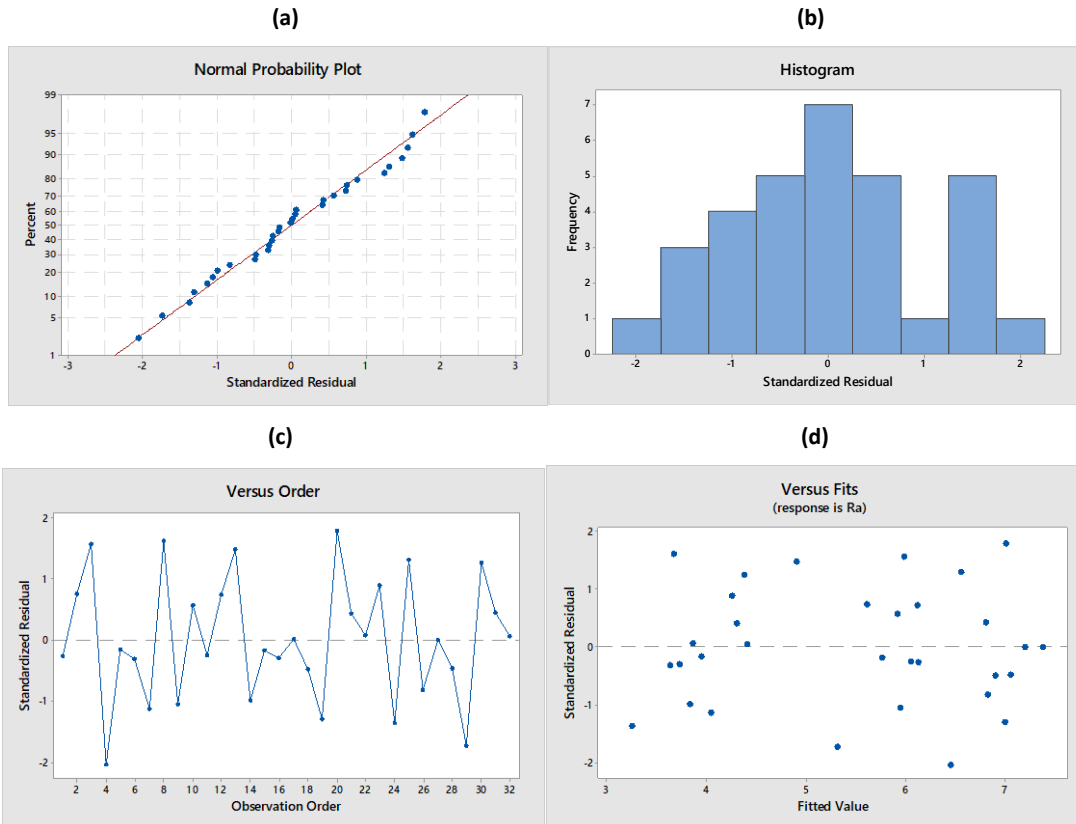 (a)
Normal Probability Plot
99
95
90
80
70
60
50
40
30
20
10
5
1
Percent
-3 -2 -1 0 1 2 3
Standardized Residual
(b)
Histogram
7
6
5
4
3
2
1
0
Frequency
-2 -1 0 1 2
Standardized Residual
(c)
Versus Order
2
1
0
-1
-2
Standardized Residual
2 4 6 8 10 12 14 16 18 20 22 24 26 28 30 32
Observation Order
(d)
Versus Fits
(response is Ra)
2
1
0
-1
-2
Standardized Residual
3 4 5 6 7
Fitted Value